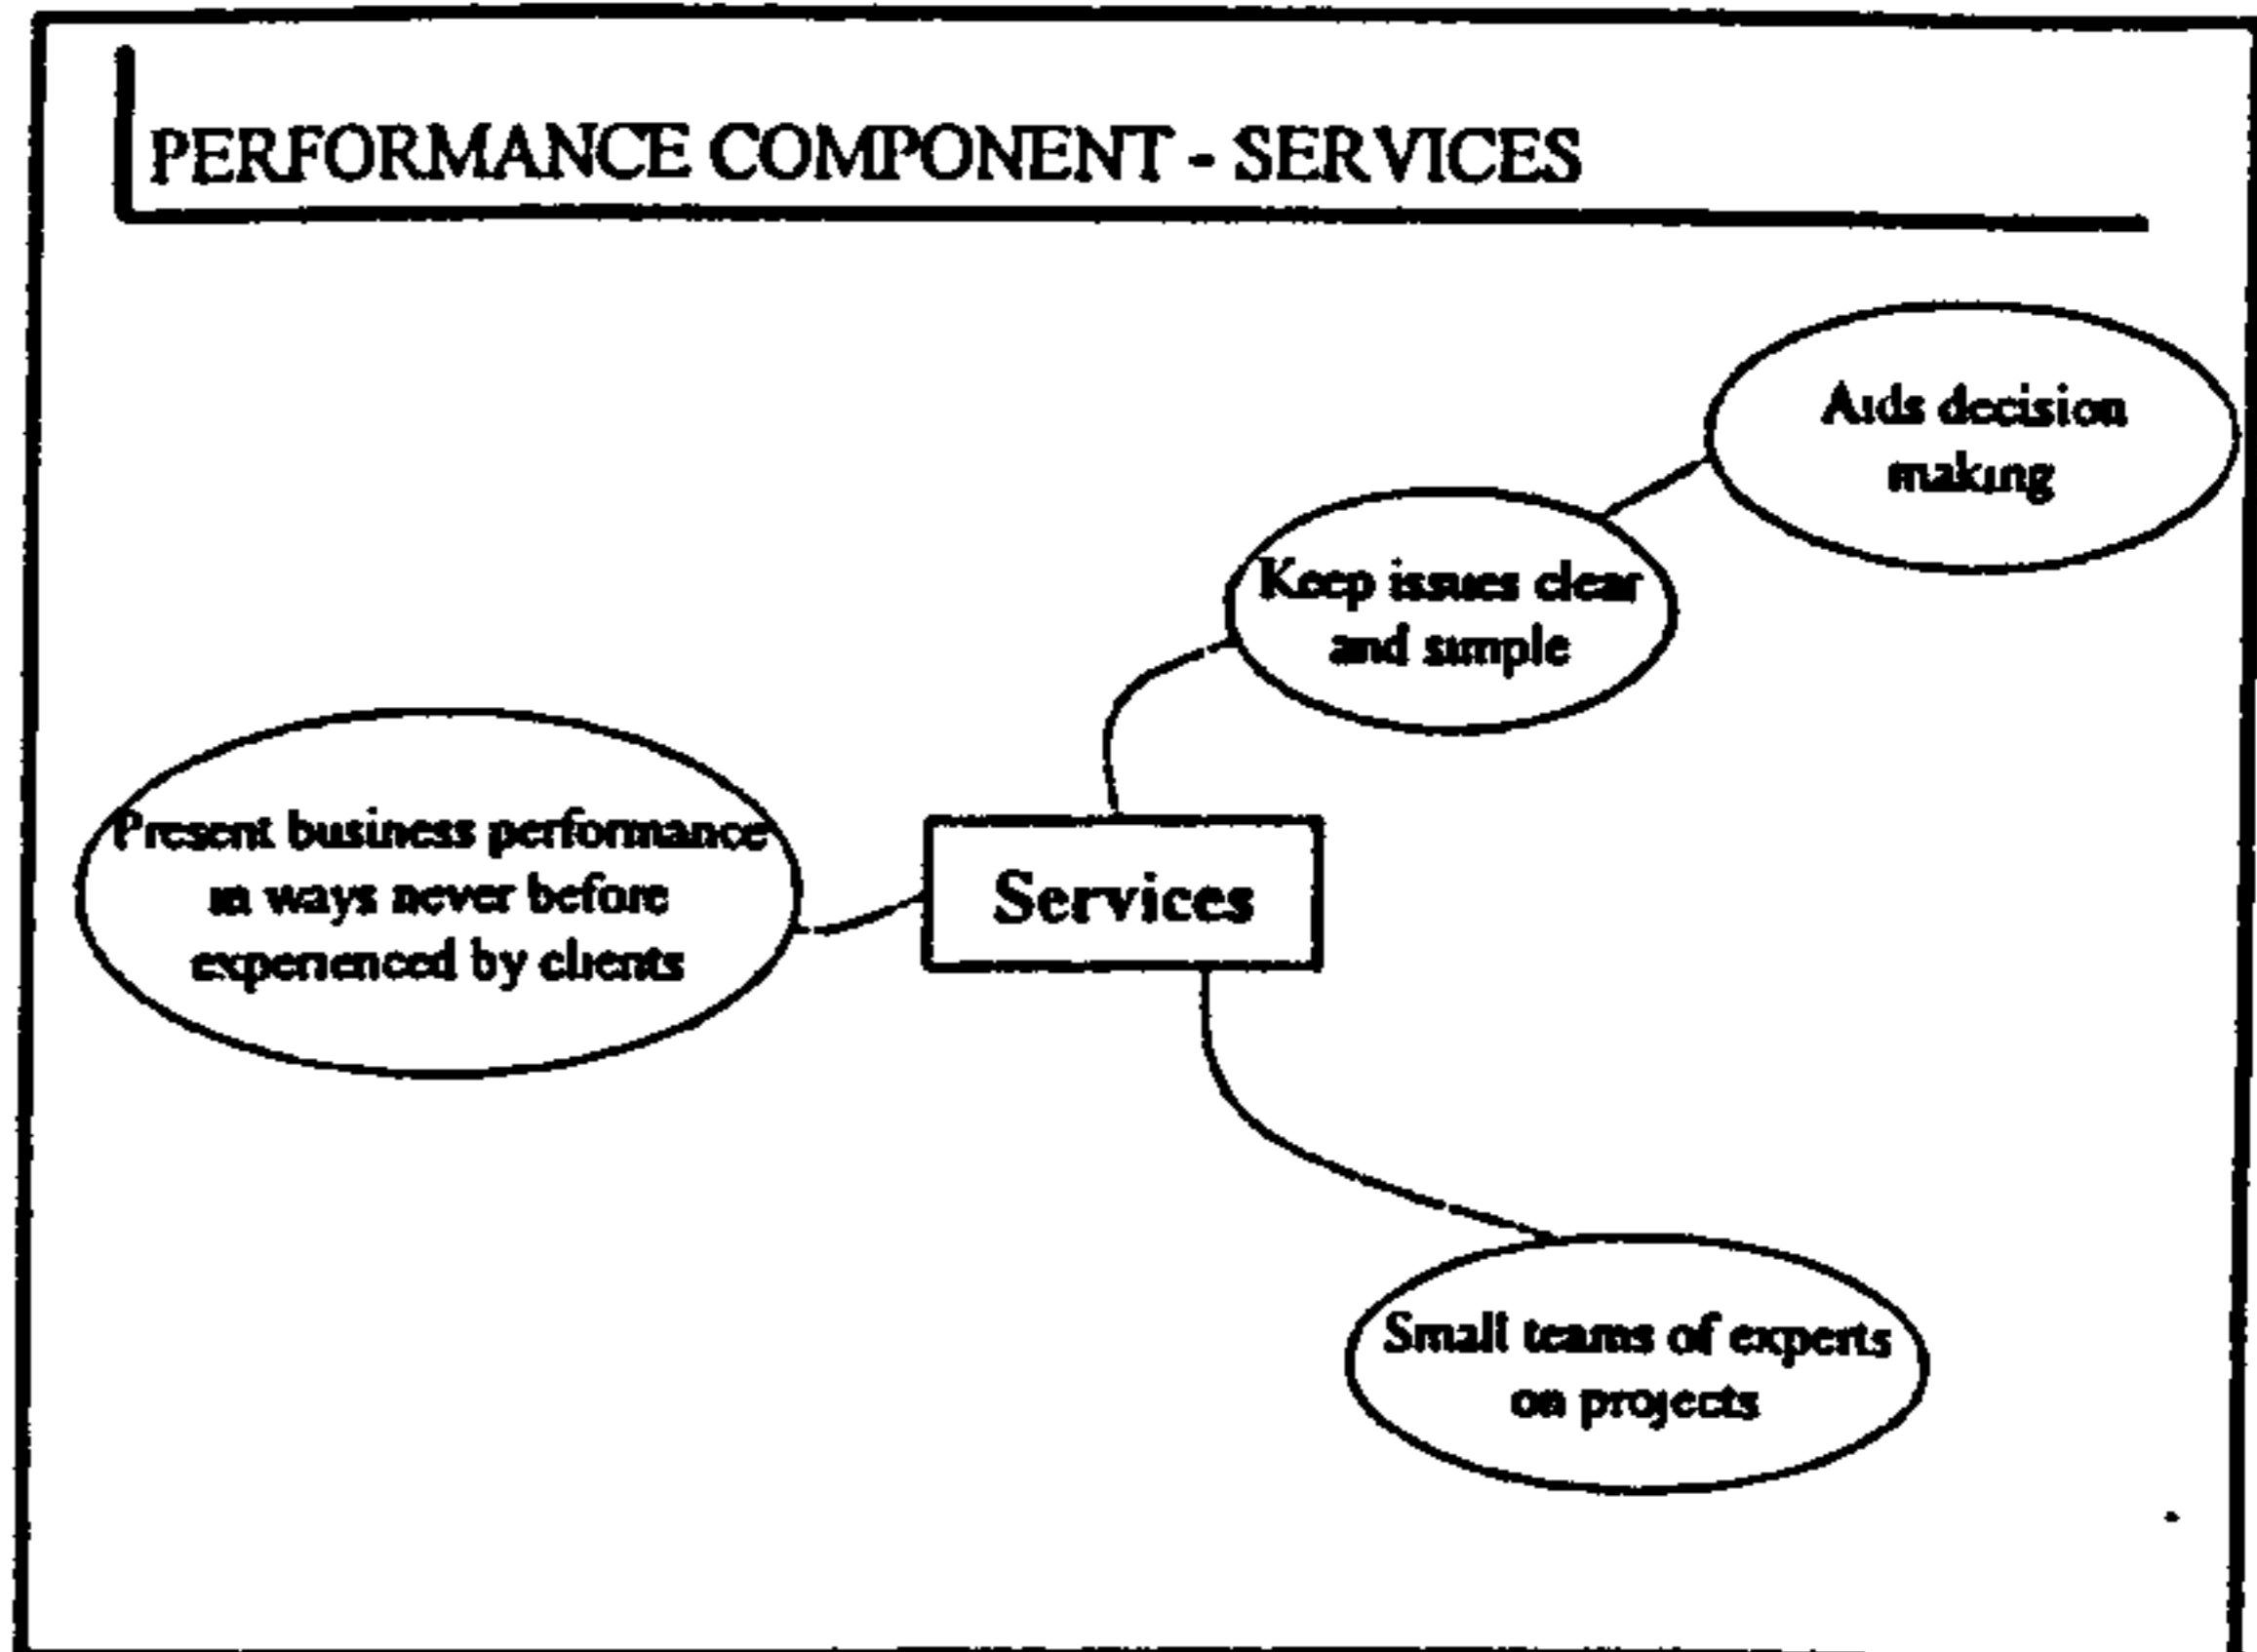 PERFORMANCE COMPONENT - SERVICES
Aids decision
making
Keep issues clear
and simple
Present business performance
in ways never before
experienced by clients
Services
Small teams of experts
on projects